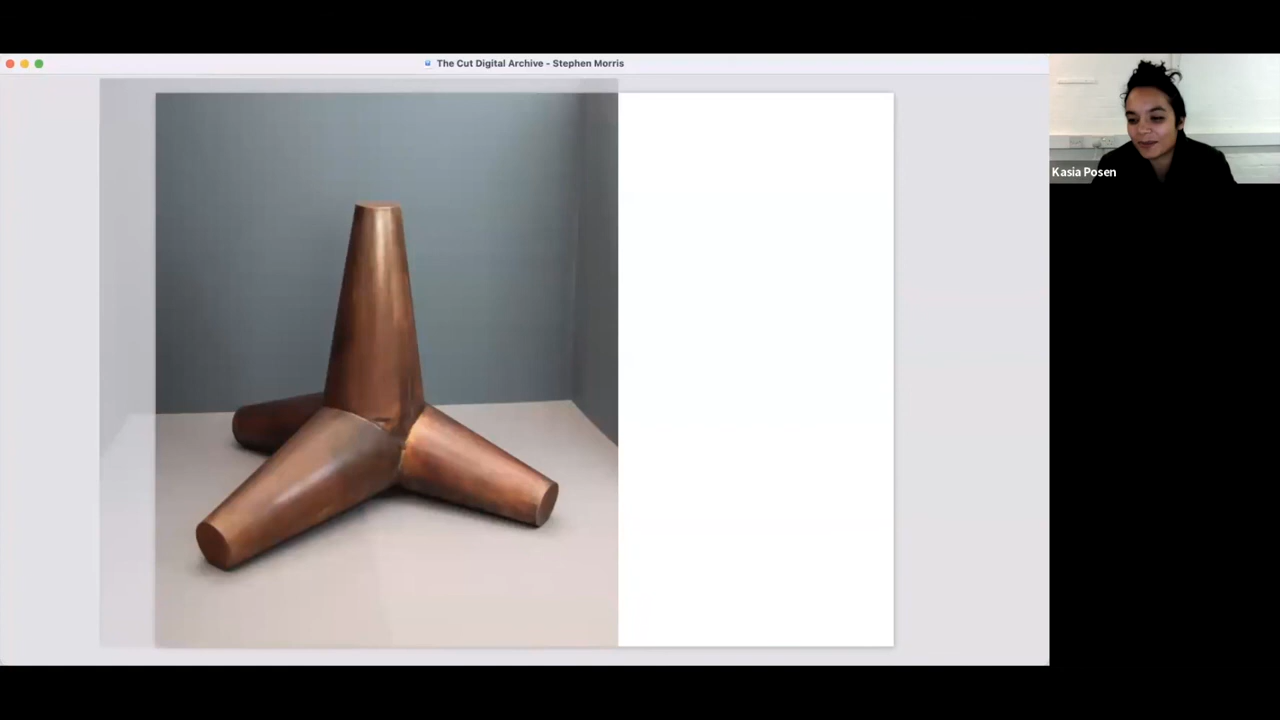 The Cut Digital Archive - Stephen Morris
Kasia Posen